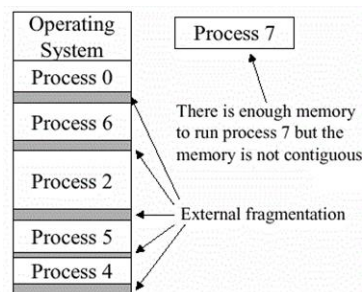 Operating
System
Process 0
Process 6
Process 2
Process 5
Process 4
Process 7
There is enough memory
to run process 7 but the
memory is not contiguous
External fragmentation